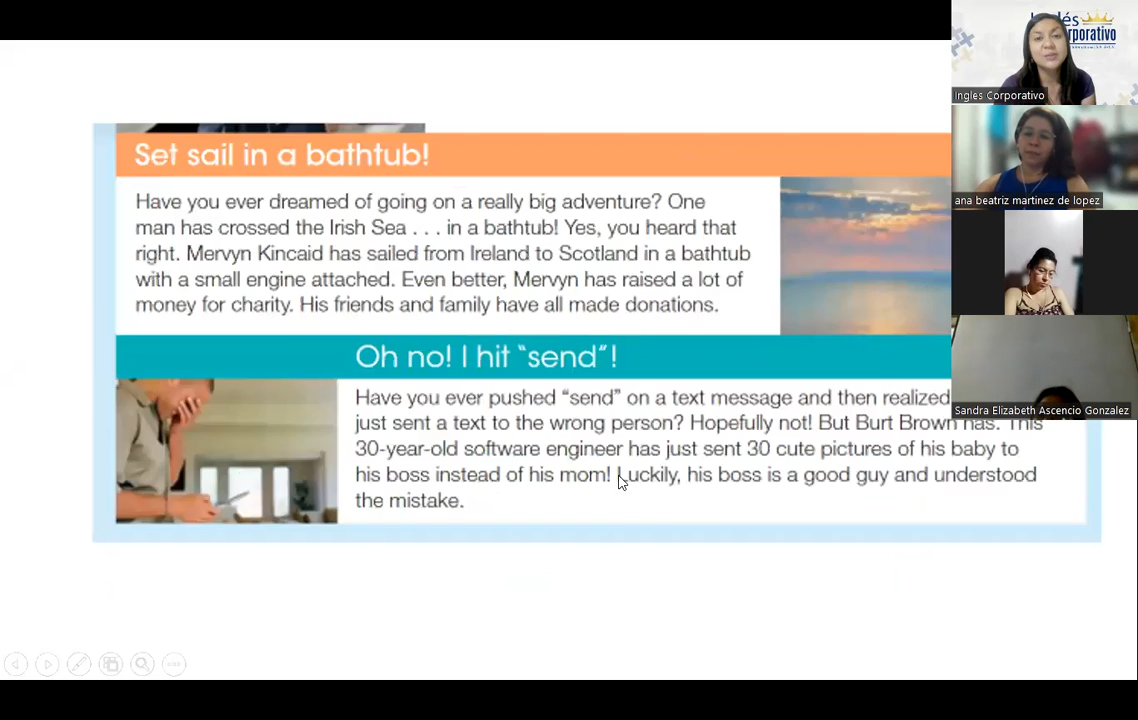 Set sail in a bathtub!
Have you ever dreamed of going on a really big adventure? One
man has crossed the Irish Sea . . . in a bathtub! Yes, you heard that
right. Mervyn Kincaid has sailed from Ireland to Scotland in a bathtub
with a small engine attached. Even better, Mervyn has raised a lot of
money for charity. His friends and family have all made donations.
Oh no! I hit “send”!
Have you ever pushed “send” on a text message and then realized
just sent a text to the wrong person? Hopefully not! But Burt Brown has. This
30-year-old software engineer has just sent 30 cute pictures of his baby to
his boss instead of his mom! Luckily, his boss is a good guy and understood
the mistake.
Ingles Corporativo
ana beatriz martinez de lopez
Sandra Elizabeth Ascencio Gonzalez